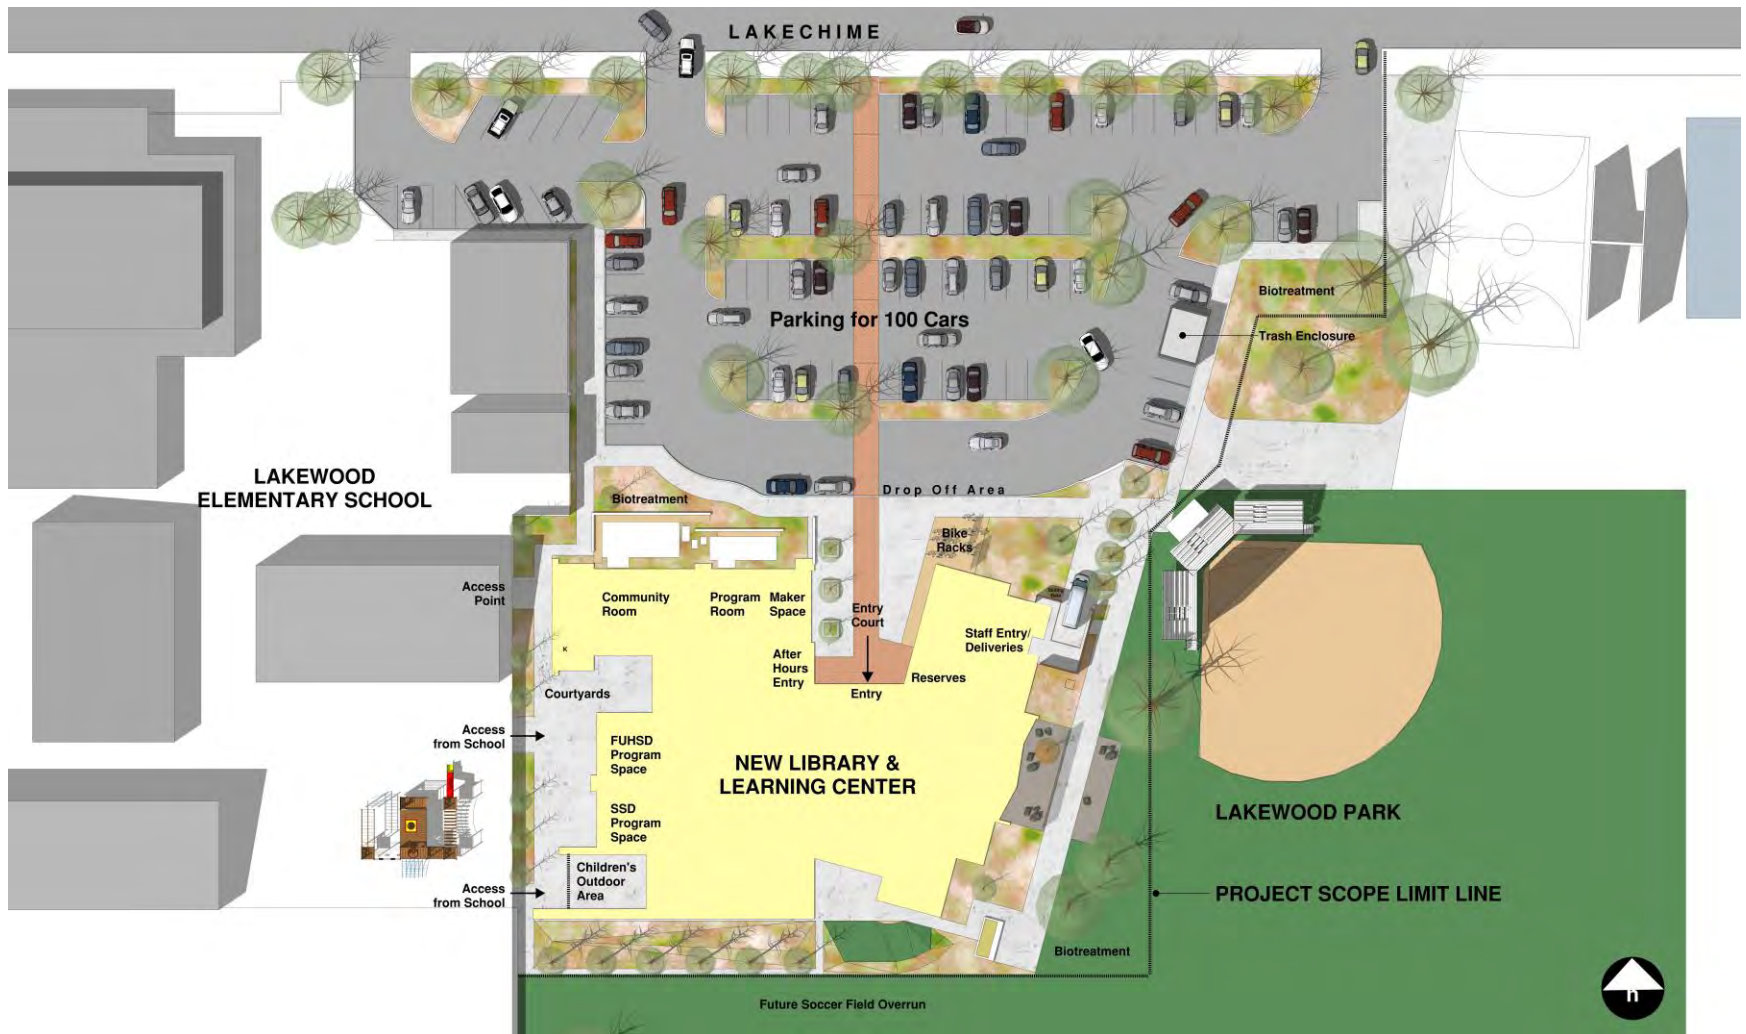 LAKECHIME
Biotreatment
Parking for 100 Cars
Trash Enclosure
LAKEWOOD
ELEMENTARY SCHOOL
Drop Off Area
Biotreatment
Bike
Racks
Access
Point
Community
Room
Program
Room
Maker
Space
Entry
Court
Staff Entry/
Deliveries
K
After
Hours
Entry
Reserves
Entry
Courtyards
Access
from School
FUHSD
Program
Space
NEW LIBRARY &
LEARNING CENTER
SSD
Program
Space
LAKEWOOD PARK
Children's
Outdoor
Area
Access
from School
PROJECT SCOPE LIMIT LINE
Biotreatment
Future Soccer Field Overrun
n